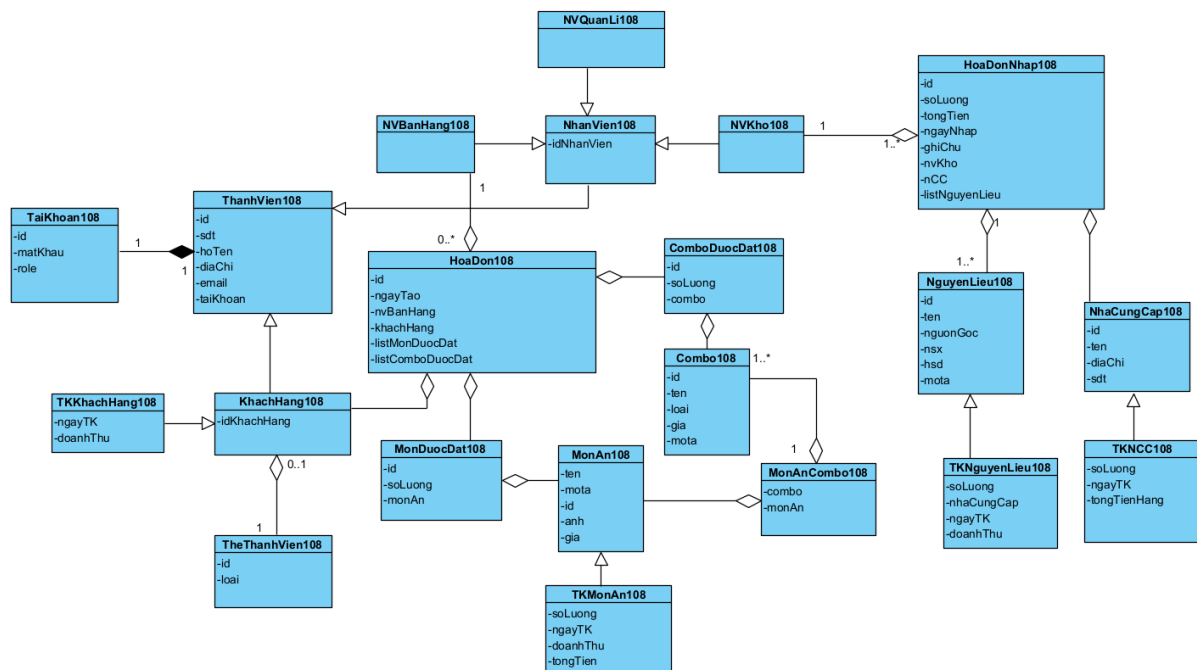 NVQuanLi108
HoaDonNhap108
-id
-soLuong
-tongTien
-ngayNhap
-ghiChu
-nvKho
-nCC
-listNguyenLieu
NVBanHang108
NhanVien108
-idNhanVien
NVKho108
1
1..*
1
0..*
ThanhVien108
-id
-sdt
-hoTen
-diaChi
-email
-taiKhoan
TaiKhoan108
-id
-matKhau
-role
1
1
HoaDon108
-id
-ngayTao
-nvBanHang
-khachHang
-listMonDuocDat
-listComboDuocDat
ComboDuocDat108
-id
-soLuong
-combo
1
1..*
NguyenLieu108
-id
-ten
-nguonGoc
-nsx
-hsd
-mota
NhaCungCap108
-id
-ten
-diaChi
-sdt
Combo108
-id
-ten
-loai
-gia
-mota
1..*
1
TKKhachHang108
-ngayTK
-doanhThu
KhachHang108
-idKhachHang
0..1
1
MonDuocDat108
-id
-soLuong
-monAn
MonAn108
-ten
-mota
-id
-anh
-gia
MonAnCombo108
-combo
-monAn
TKNguyenLieu108
-soLuong
-nhaCungCap
-ngayTK
-doanhThu
TKNCC108
-soLuong
-ngayTK
-tongTienHang
TheThanhVien108
-id
-loai
TKMonAn108
-soLuong
-ngayTK
-doanhThu
-tongTien